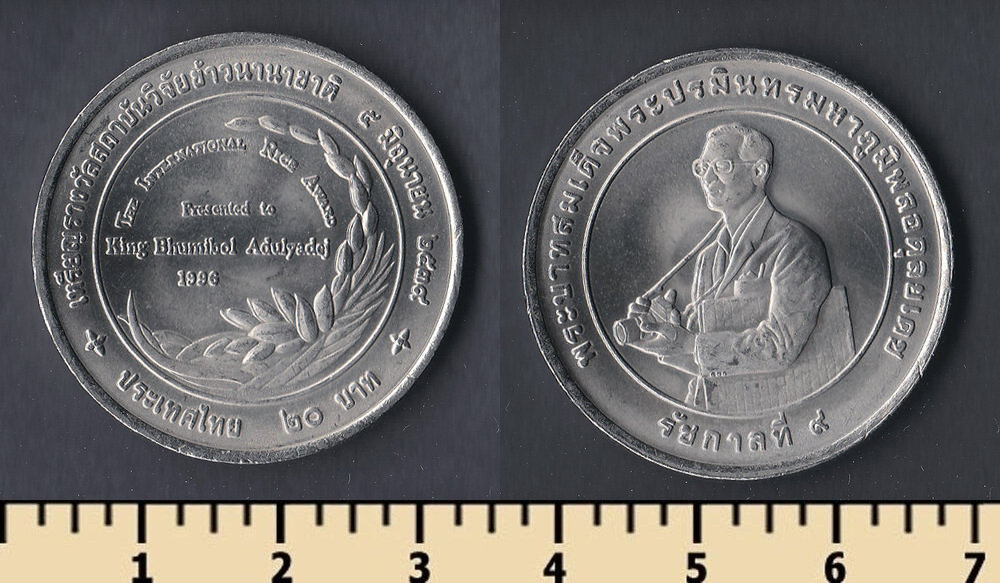 เหรียญรางวัลสถาบันวิจัยข้าวนานาชาติ ๕ มิถุนายน ๒๕๓๙
THE INTERNATIONAL RICE AWARD
Presented to
King Bhumibol Adulyadej
1996
ประเทศไทย ๒๐ บาท
พระบาทสมเด็จพระปรมินทรมหาภูมิพลอดุลยเดช
รัชกาลที่ ๙
1 2 3 4 5 6 7